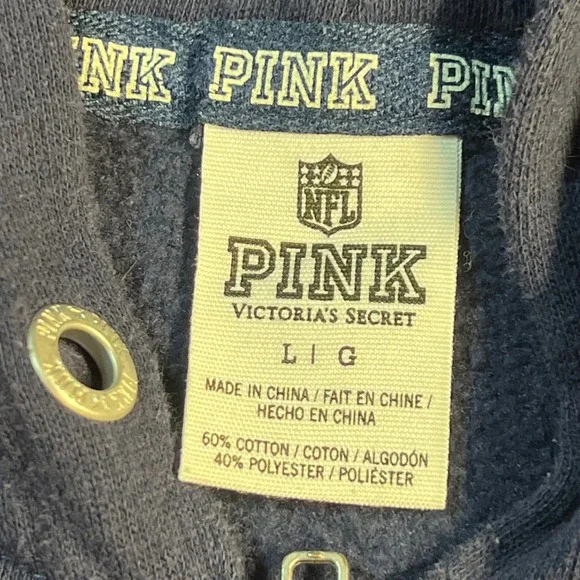 INK PINK PIN
NFL
PINK
VICTORIA'S SECRET
L | G
MADE IN CHINA / FAIT EN CHINE /
HECHO EN CHINA
60% COTTON / COTON / ALGODÓN
40% POLYESTER / POLIÉSTER
PINK